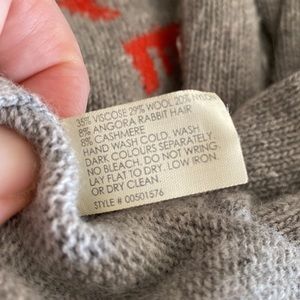 35% VISCOSE 29% WOOL 20% NYLON
8% ANGORA RABBIT HAIR
8% CASHMERE
HAND WASH COLD. WASH
DARK COLOURS SEPARATELY.
NO BLEACH. DO NOT WRING.
LAY FLAT TO DRY. LOW IRON
OR DRY CLEAN.
STYLE # 00501576